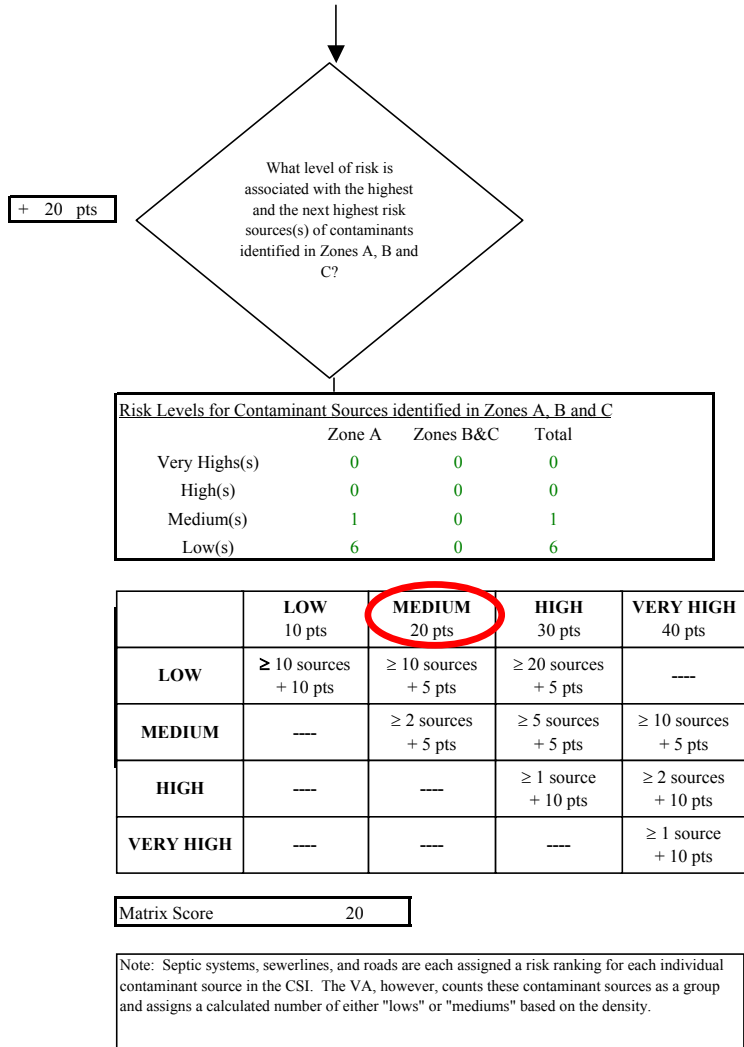 What level of risk is
associated with the highest
and the next highest risk
sources(s) of contaminants
identified in Zones A, B and
C?
+ 20 pts
Risk Levels for Contaminant Sources identified in Zones A, B and C
Zone A Zones B&C Total
Very Highs(s) 0 0 0
High(s) 0 0 0
Medium(s) 1 0 1
Low(s) 6 0 6
LOW MEDIUM HIGH VERY HIGH
10 pts 20 pts 30 pts 40 pts
LOW ≥ 10 sources ≥ 10 sources ≥ 20 sources ----
+ 10 pts + 5 pts + 5 pts
MEDIUM ---- ≥ 2 sources ≥ 5 sources ≥ 10 sources
+ 5 pts + 5 pts + 5 pts
HIGH ---- ---- ≥ 1 source ≥ 2 sources
+ 10 pts + 10 pts
VERY HIGH ---- ---- ---- ≥ 1 source
+ 10 pts
Matrix Score 20
Note: Septic systems, sewerlines, and roads are each assigned a risk ranking for each individual
contaminant source in the CSI. The VA, however, counts these contaminant sources as a group
and assigns a calculated number of either "lows" or "mediums" based on the density.